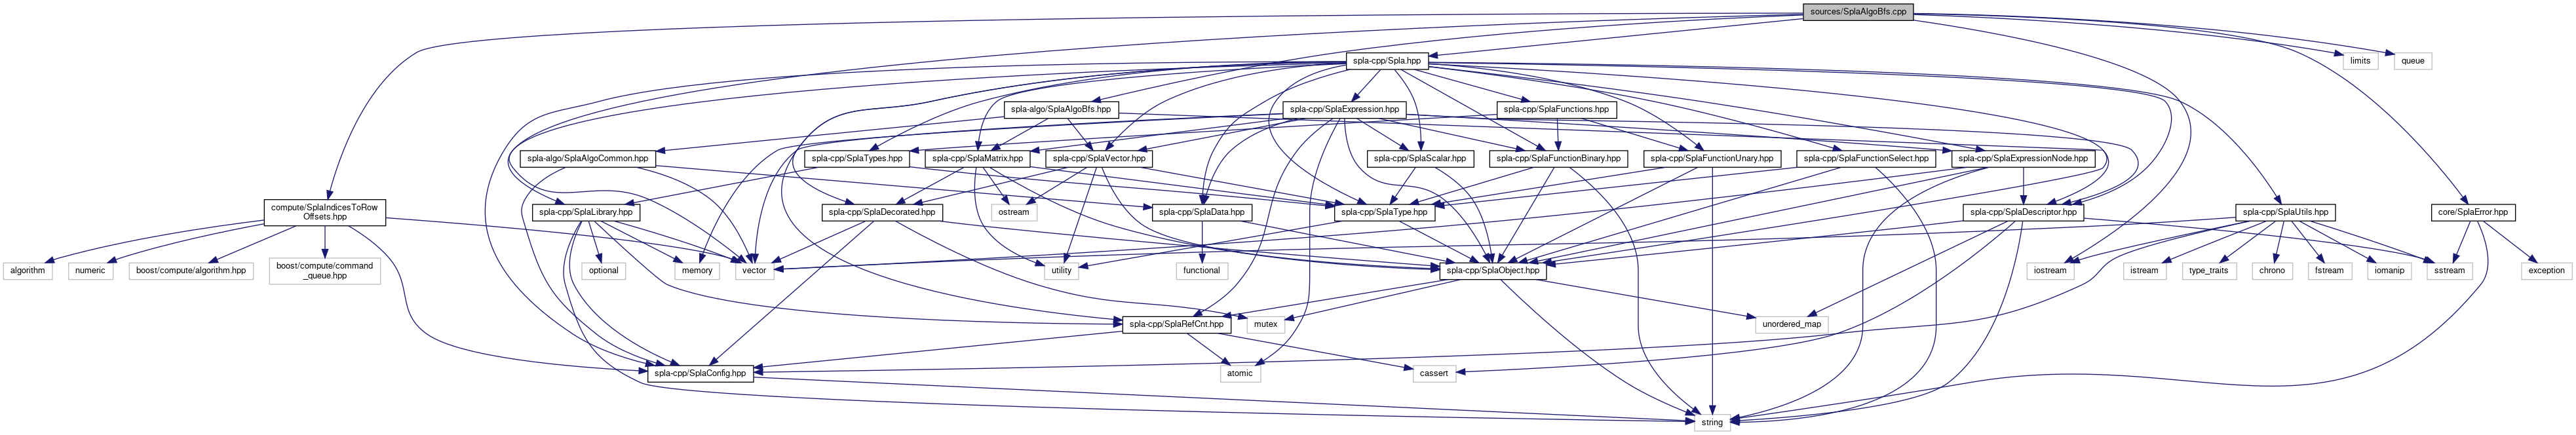 sources/SplaAlgoBfs.cpp
spla-cpp/Spla.hpp
limits
queue
spla-algo/SplaAlgoBfs.hpp
spla-cpp/SplaExpression.hpp
spla-cpp/SplaFunctions.hpp
spla-algo/SplaAlgoCommon.hpp
spla-cpp/SplaTypes.hpp
spla-cpp/SplaMatrix.hpp
spla-cpp/SplaVector.hpp
spla-cpp/SplaScalar.hpp
spla-cpp/SplaFunctionBinary.hpp
spla-cpp/SplaFunctionUnary.hpp
spla-cpp/SplaFunctionSelect.hpp
spla-cpp/SplaExpressionNode.hpp
compute/SplaIndicesToRow
Offsets.hpp
spla-cpp/SplaLibrary.hpp
spla-cpp/SplaDecorated.hpp
ostream
spla-cpp/SplaData.hpp
spla-cpp/SplaType.hpp
spla-cpp/SplaDescriptor.hpp
spla-cpp/SplaUtils.hpp
core/SplaError.hpp
algorithm
numeric
boost/compute/algorithm.hpp
boost/compute/command
_queue.hpp
optional
memory
vector
utility
functional
spla-cpp/SplaObject.hpp
iostream
istream
type_traits
chrono
fstream
iomanip
sstream
exception
spla-cpp/SplaRefCnt.hpp
mutex
unordered_map
spla-cpp/SplaConfig.hpp
atomic
cassert
string